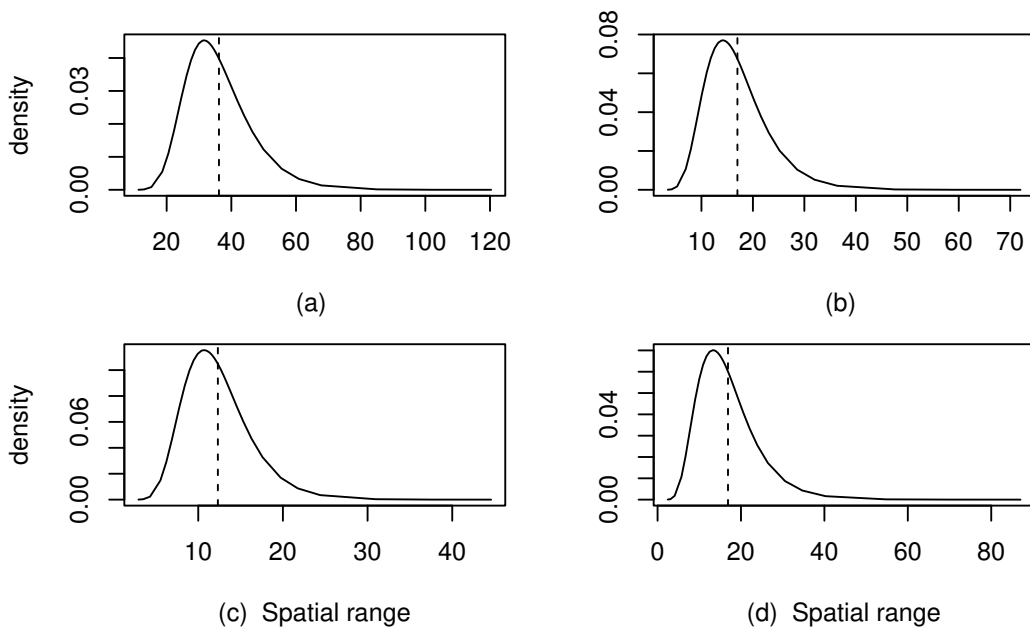 density
0.00 0.03
20 40 60 80 100 120
(a)
0.00 0.04 0.08
10 20 30 40 50 60 70
(b)
density
0.00 0.06
10 20 30 40
(c) Spatial range
0.00 0.04
0 20 40 60 80
(d) Spatial range